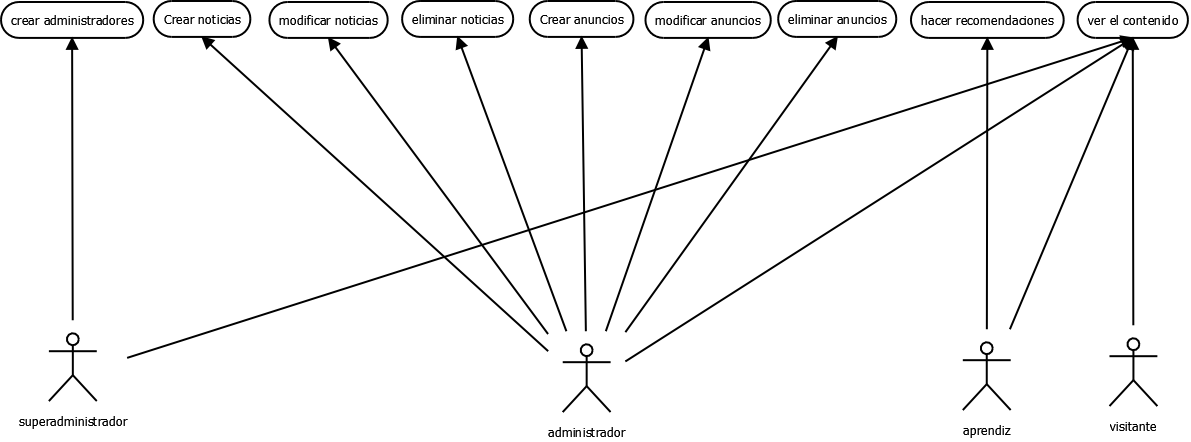 crear administradores
Crear noticias
modificar noticias
eliminar noticias
Crear anuncios
modificar anuncios
eliminar anuncios
hacer recomendaciones
ver el contenido
superadministrador
administrador
aprendiz
visitante